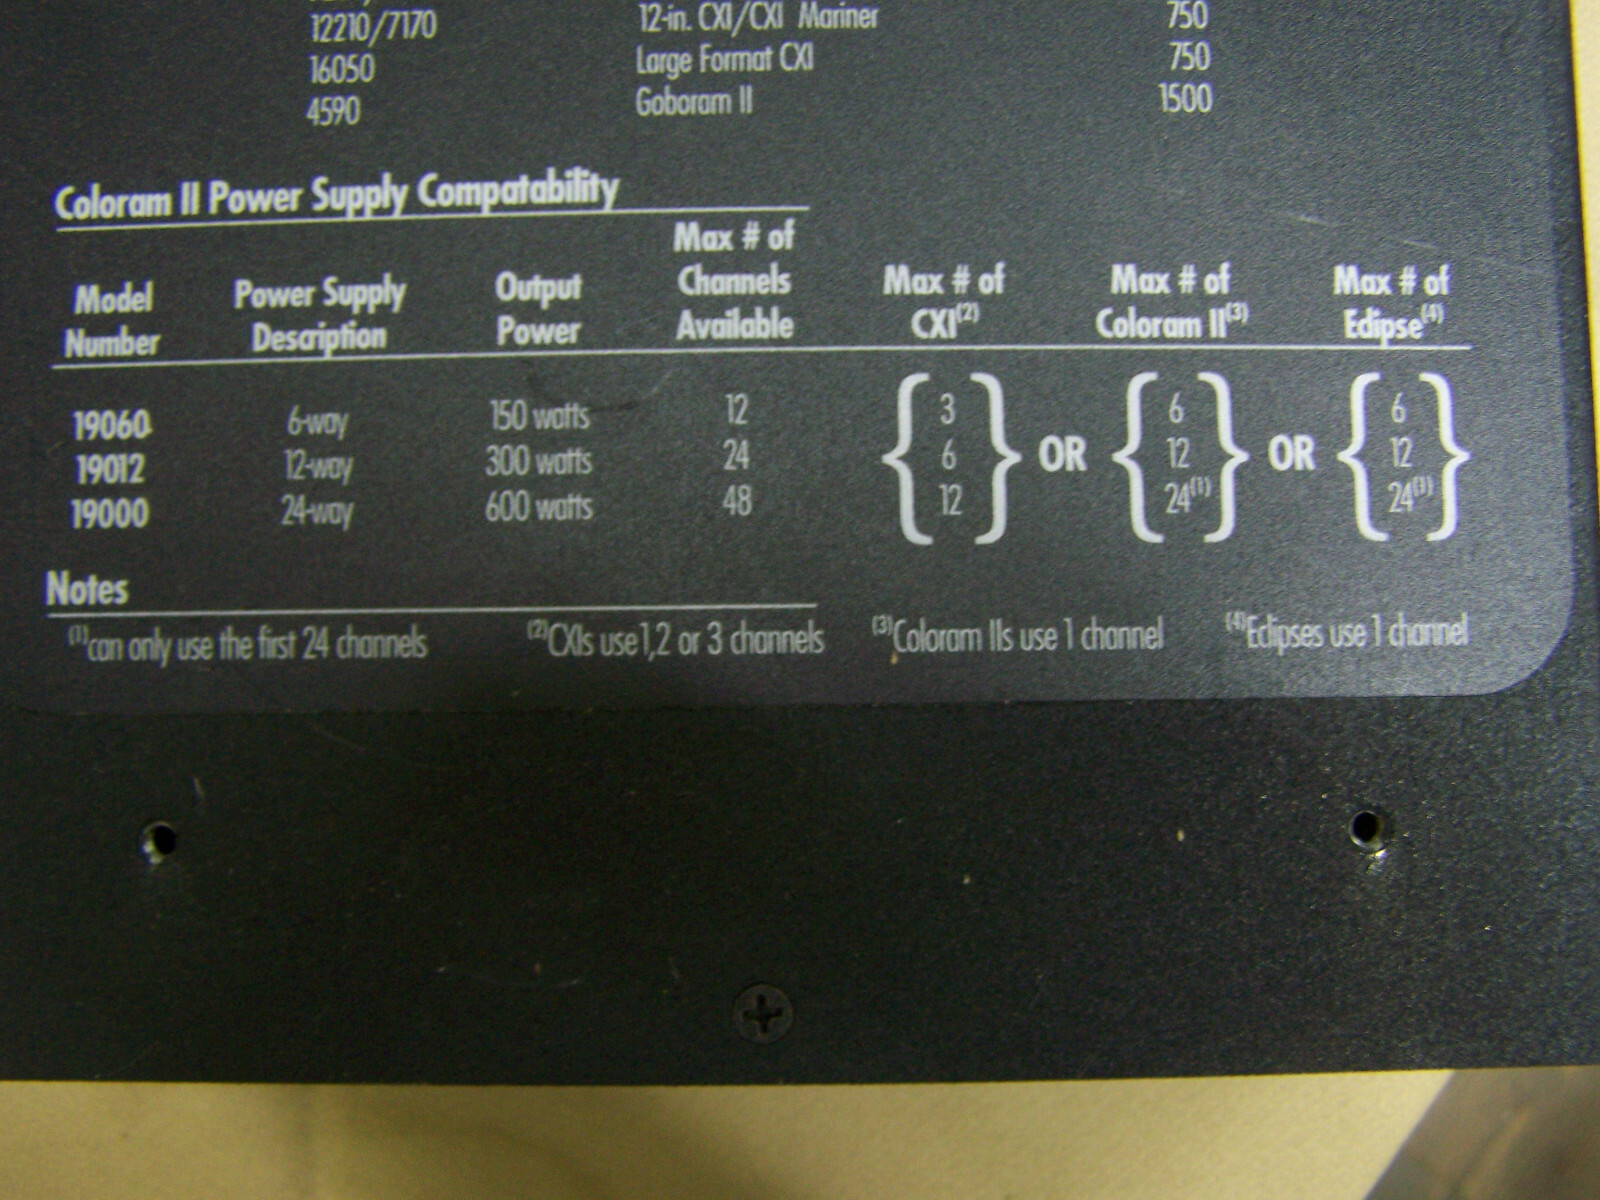 12210/7170 12-in. CXI/CXI Mariner 750
16050 Large Format CXI 750
4590 Goboram II 1500
Coloram II Power Supply Compatability
Model Number Power Supply Description Output Power Max # of Channels Available Max # of CXI(2) Max # of Coloram II(3) Max # of Eclipse(4)
19060 6-way 150 watts 12 { 3 } OR { 6 } OR { 6 }
19012 12-way 300 watts 24 6 12 12
19000 24-way 600 watts 48 12 24(1) 24(1)
Notes
(1)can only use the first 24 channels (2)CXIs use1,2 or 3 channels (3)Coloram IIs use 1 channel (4)Eclipses use 1 channel